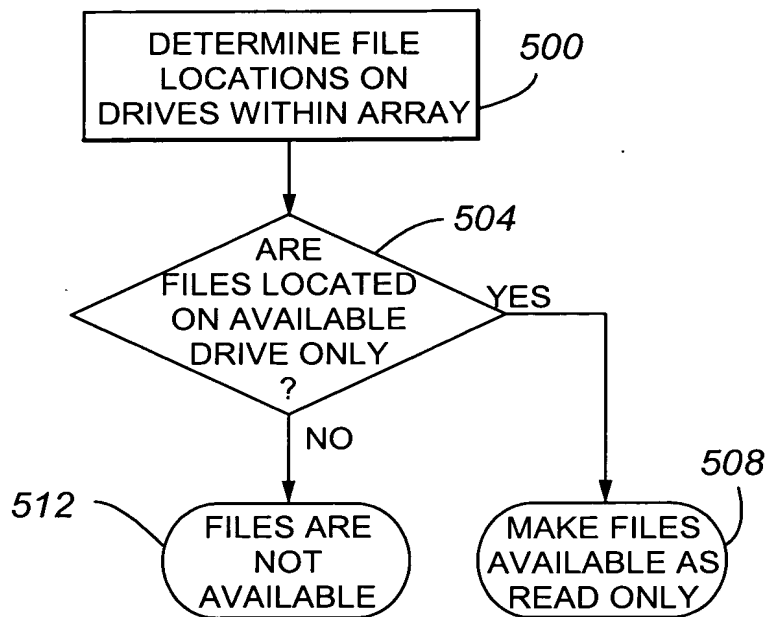 DETERMINE FILE
LOCATIONS ON
DRIVES WITHIN ARRAY
500
504
ARE
FILES LOCATED
ON AVAILABLE
DRIVE ONLY
?
YES
NO
512
FILES ARE
NOT
AVAILABLE
508
MAKE FILES
AVAILABLE AS
READ ONLY